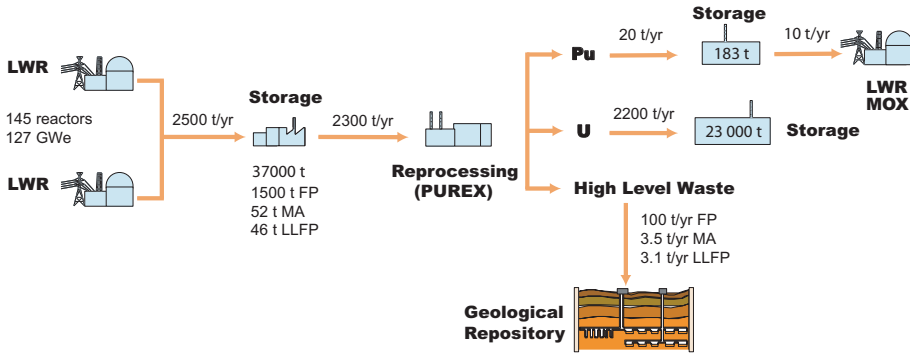 LWR
145 reactors
127 GWe
LWR
2500 t/yr
Storage
37000 t
1500 t FP
52 t MA
46 t LLFP
2300 t/yr
Reprocessing
(PUREX)
Pu
20 t/yr
Storage
183 t
10 t/yr
LWR
MOX
U
2200 t/yr
23 000 t
Storage
High Level Waste
100 t/yr FP
3.5 t/yr MA
3.1 t/yr LLFP
Geological
Repository